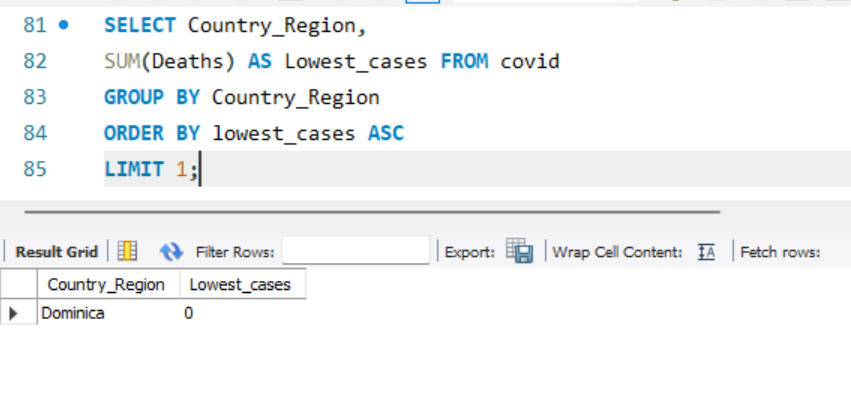 81 SELECT Country_Region,
82 SUM(Deaths) AS Lowest_cases FROM covid
83 GROUP BY Country_Region
84 ORDER BY lowest_cases ASC
85 LIMIT 1;
Result Grid Filter Rows: Export: Wrap Cell Content: Fetch rows:
Country_Region Lowest_cases
Dominica 0